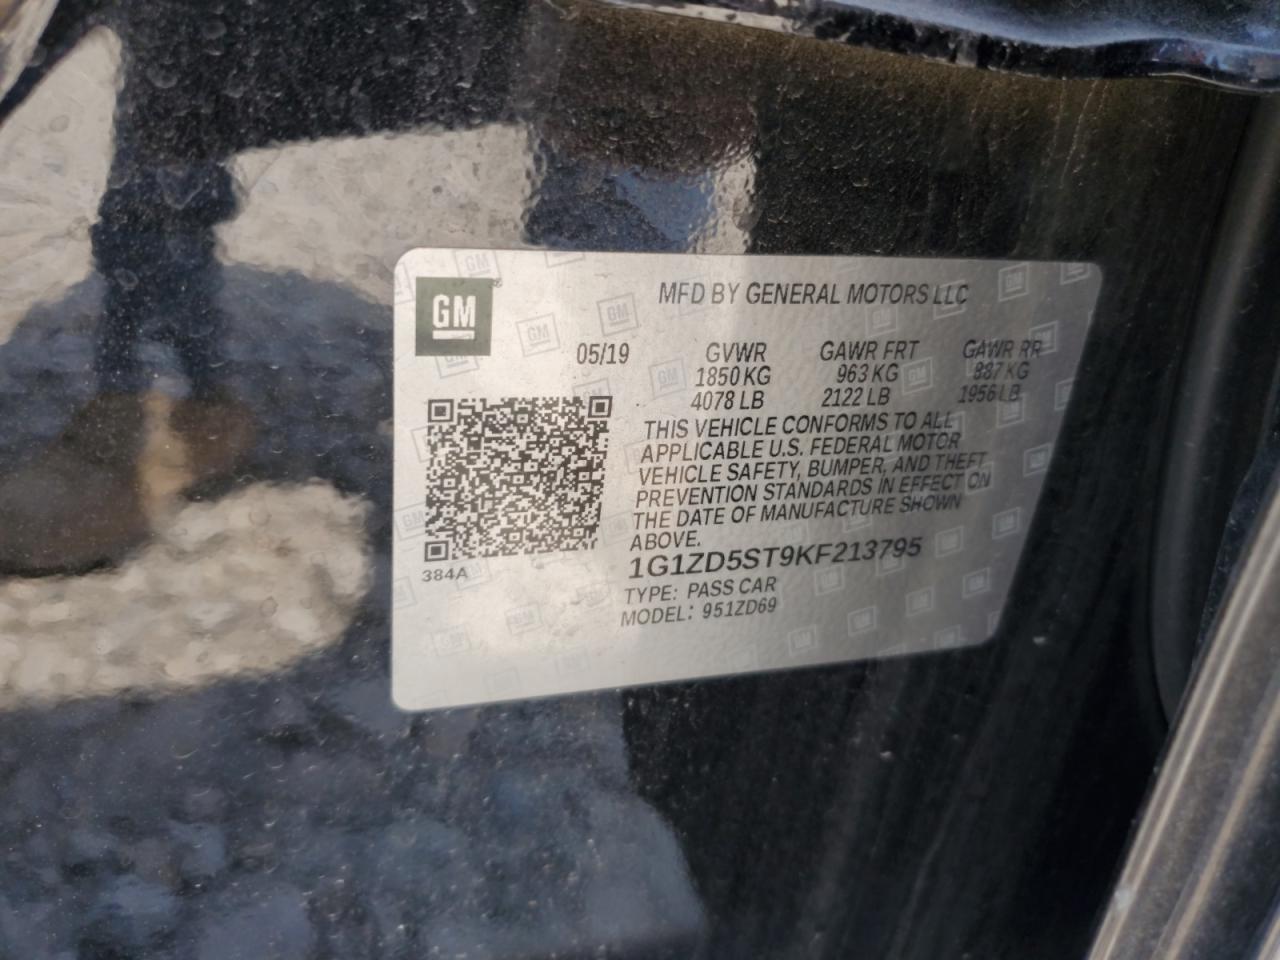 GM
MFD BY GENERAL MOTORS LLC
05/19 GVWR GAWR FRT GAWR RR
1850 KG 963 KG 887 KG
4078 LB 2122 LB 1956 LB
THIS VEHICLE CONFORMS TO ALL
APPLICABLE U.S. FEDERAL MOTOR
VEHICLE SAFETY, BUMPER, AND THEFT
PREVENTION STANDARDS IN EFFECT ON
THE DATE OF MANUFACTURE SHOWN
ABOVE.
1G1ZD5ST9KF213795
384A
TYPE: PASS CAR
MODEL: 951ZD69